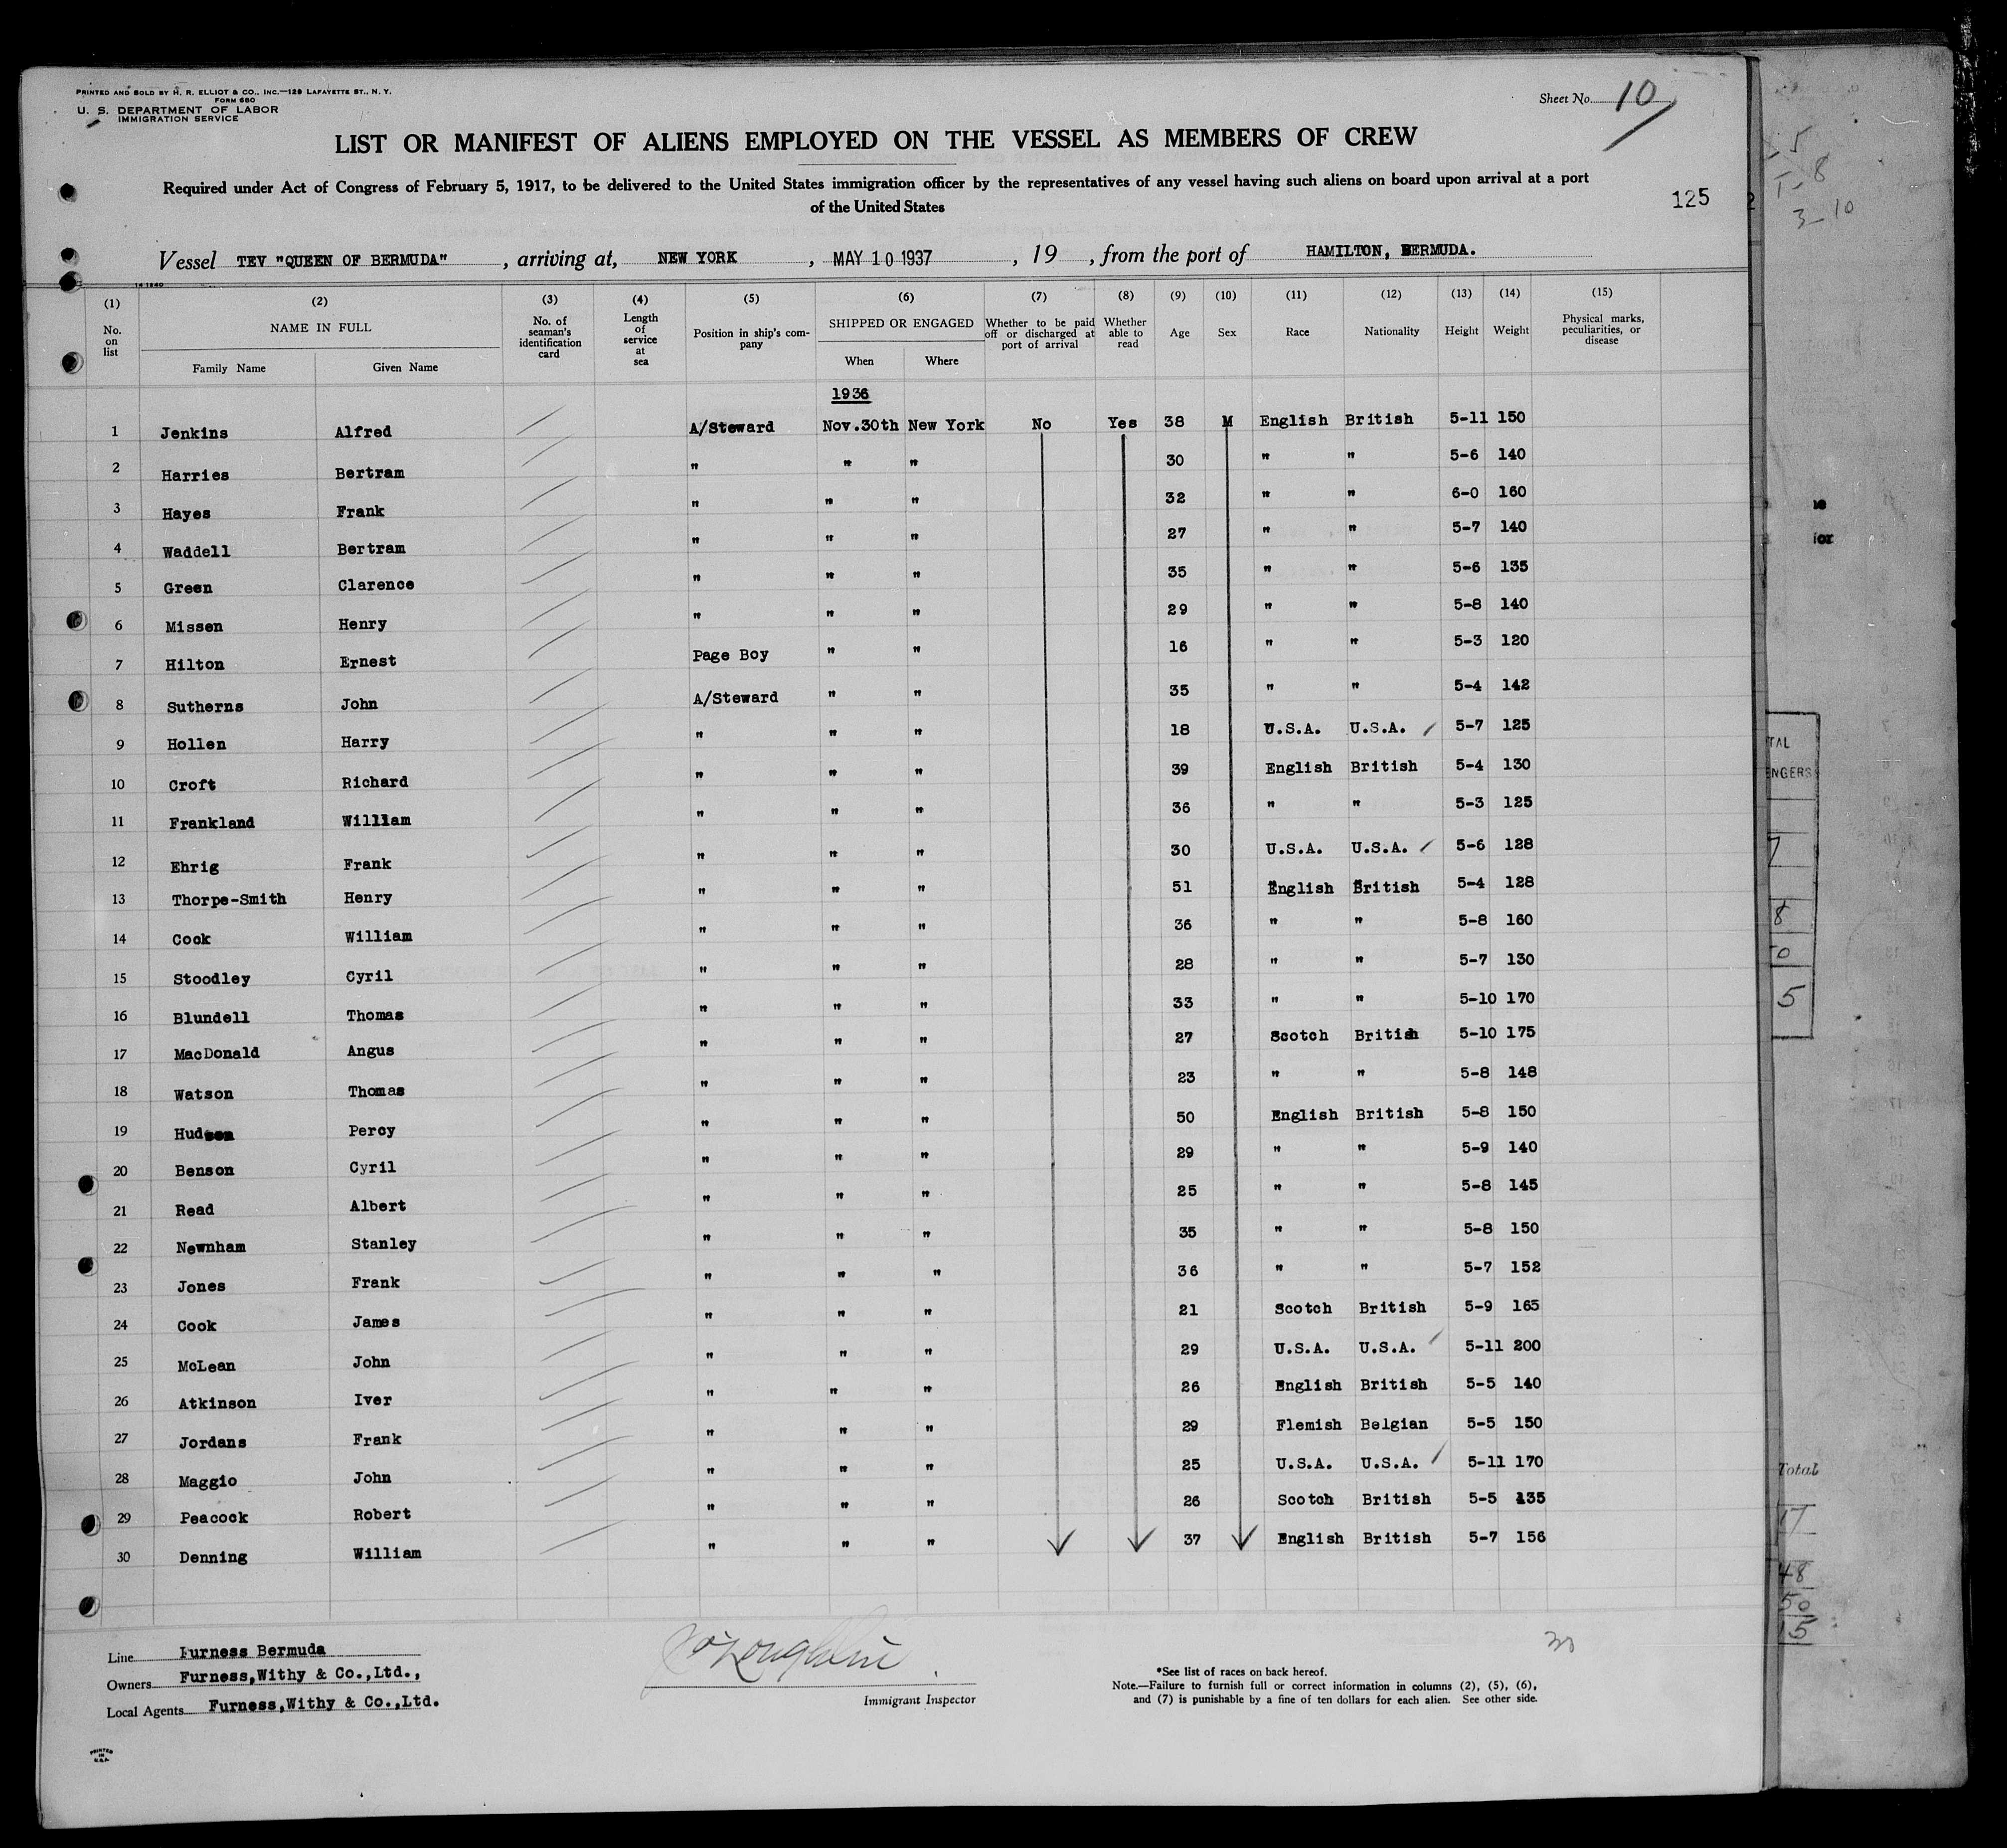 PRINTED AND SOLD BY H. R. ELLIOT & CO., INC.—129 LAFAYETTE ST., N. Y.
FORM 680
U. S. DEPARTMENT OF LABOR
IMMIGRATION SERVICE
Sheet No. 10
LIST OR MANIFEST OF ALIENS EMPLOYED ON THE VESSEL AS MEMBERS OF CREW
Required under Act of Congress of February 5, 1917, to be delivered to the United States immigration officer by the representatives of any vessel having such aliens on board upon arrival at a port
of the United States
125
Vessel TEV "QUEEN OF BERMUDA", arriving at, NEW YORK, MAY 10 1937, 19, from the port of HAMILTON, BERMUDA.
(1) (2) (3) (4) (5) (6) (7) (8) (9) (10) (11) (12) (13) (14) (15)
No. on list NAME IN FULL No. of seaman's identification card Length of service at sea Position in ship's company SHIPPED OR ENGAGED Whether to be paid off or discharged at port of arrival Whether able to read Age Sex Race Nationality Height Weight Physical marks, peculiarities, or disease
Family Name Given Name When Where
1936
1 Jenkins Alfred A/Steward Nov.30th New York No Yes 38 M English British 5-11 150
2 Harries Bertram " " " 30 " " 5-6 140
3 Hayes Frank " " " 32 " " 6-0 160
4 Waddell Bertram " " " 27 " " 5-7 140
5 Green Clarence " " " 35 " " 5-6 135
6 Missen Henry " " " 29 " " 5-8 140
7 Hilton Ernest Page Boy " " 16 " " 5-3 120
8 Sutherns John A/Steward " " 35 " " 5-4 142
9 Hollen Harry " " " 18 U.S.A. U.S.A. 5-7 125
10 Croft Richard " " " 39 English British 5-4 130
11 Frankland William " " " 36 " " 5-3 125
12 Ehrig Frank " " " 30 U.S.A. U.S.A. 5-6 128
13 Thorpe-Smith Henry " " " 51 English British 5-4 128
14 Cook William " " " 36 " " 5-8 160
15 Stoodley Cyril " " " 28 " " 5-7 130
16 Blundell Thomas " " " 33 " " 5-10 170
17 MacDonald Angus " " " 27 Scotch British 5-10 175
18 Watson Thomas " " " 23 " " 5-8 148
19 Hudson Percy " " " 50 English British 5-8 150
20 Benson Cyril " " " 29 " " 5-9 140
21 Read Albert " " " 25 " " 5-8 145
22 Newnham Stanley " " " 35 " " 5-8 150
23 Jones Frank " " " 36 " " 5-7 152
24 Cook James " " " 21 Scotch British 5-9 165
25 McLean John " " " 29 U.S.A. U.S.A. 5-11 200
26 Atkinson Iver " " " 26 English British 5-5 140
27 Jordans Frank " " " 29 Flemish Belgian 5-5 150
28 Maggio John " " " 25 U.S.A. U.S.A. 5-11 170
29 Peacock Robert " " " 26 Scotch British 5-5 135
30 Denning William " " " 37 English British 5-7 156
Line Furness Bermuda
Owners Furness,Withy & Co.,Ltd.,
Local Agents Furness,Withy & Co.,Ltd.
Immigrant Inspector
*See list of races on back hereof.
Note.—Failure to furnish full or correct information in columns (2), (5), (6),
and (7) is punishable by a fine of ten dollars for each alien. See other side.
30
PRINTED
IN
U.S.A.
5
1-8
3-10
Total
17
48
50
15